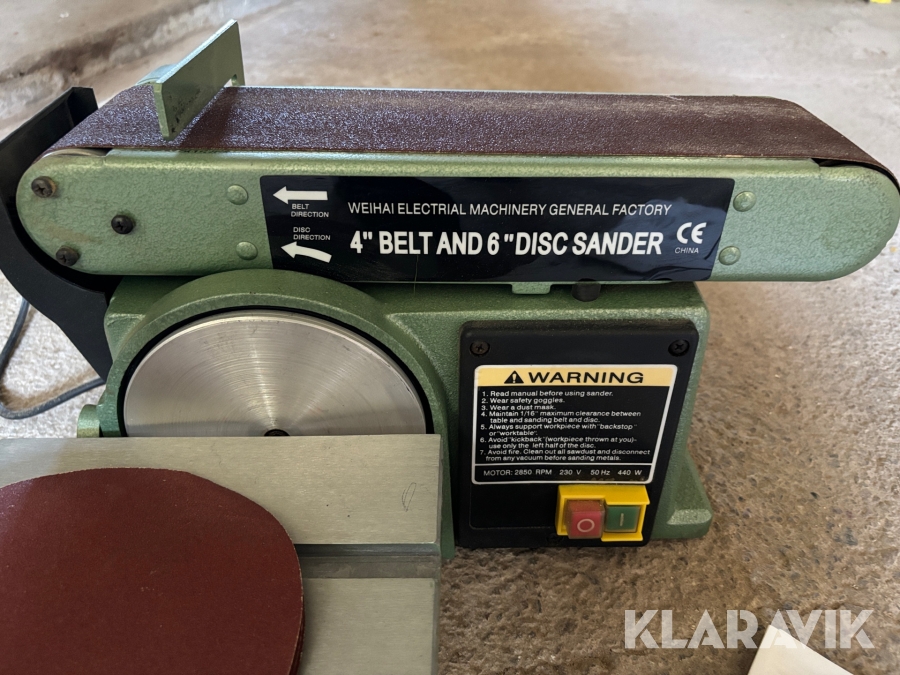 BELT
DIRECTION
DISC
DIRECTION
WEIHAI ELECTRIAL MACHINERY GENERAL FACTORY
4" BELT AND 6" DISC SANDER
CE
CHINA
WARNING
1. Read manual before using sander.
2. Wear safety goggles.
3. Wear a dust mask.
4. Maintain 1/16" maximum clearance between
table and sanding belt and disc.
5. Always support workpiece with "backstop"
or "worktable".
6. Avoid "kickback" (workpiece thrown at you)-
use only the left half of the disc.
7. Avoid fire. Clean out all sawdust and disconnect
from any vacuum before sanding metals.
MOTOR: 2850 RPM 230 V 50 Hz 440 W
KLARAVIK